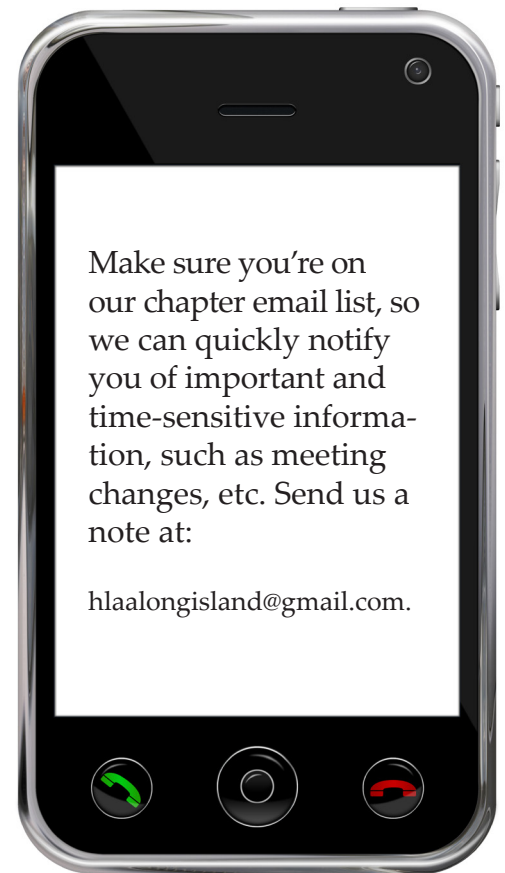 Make sure you’re on
our chapter email list, so
we can quickly notify
you of important and
time-sensitive informa-
tion, such as meeting
changes, etc. Send us a
note at:
hlaalongisland@gmail.com.